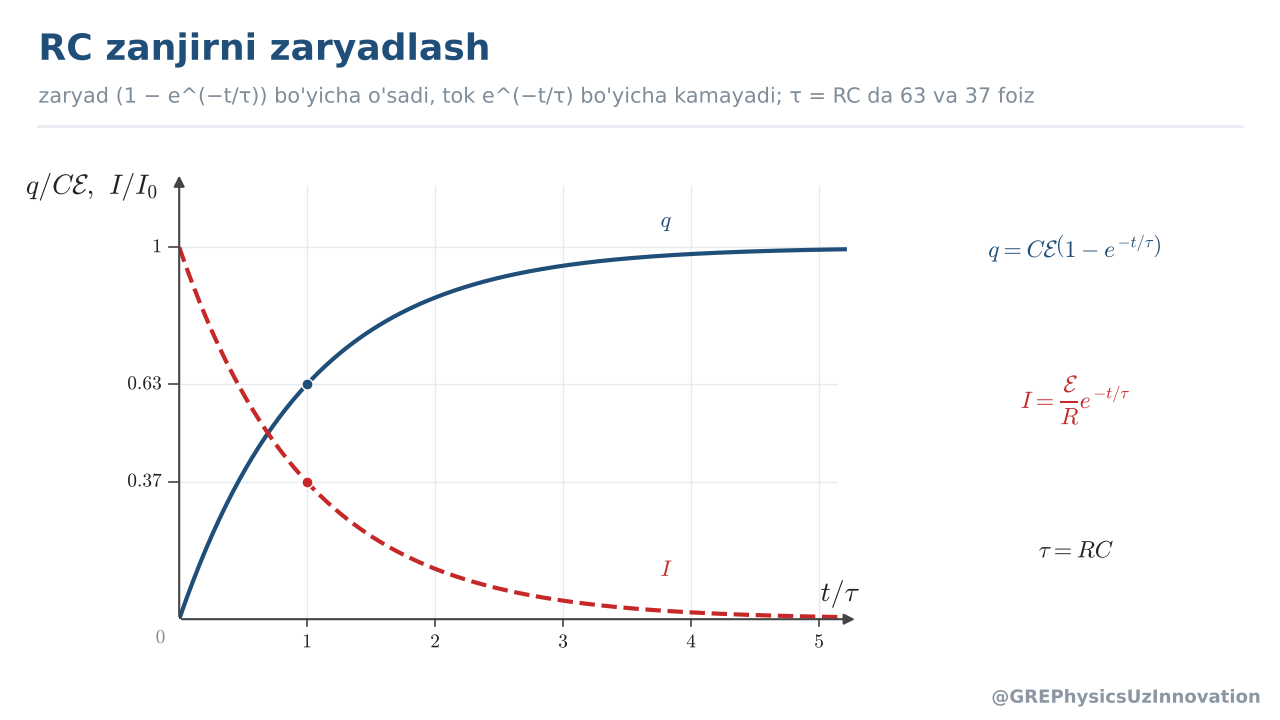 RC zanjirni zaryadlash
zaryad (1 − e^(−t/τ)) bo'yicha o'sadi, tok e^(−t/τ) bo'yicha kamayadi; τ = RC da 63 va 37 foiz
q/Cℰ, I/I₀
q
1
q = Cℰ(1 − e^{−t/τ})
0.63
I = ℰ/R e^{−t/τ}
0.37
τ = RC
I
t/τ
0
1 2 3 4 5
@GREPhysicsUzInnovation